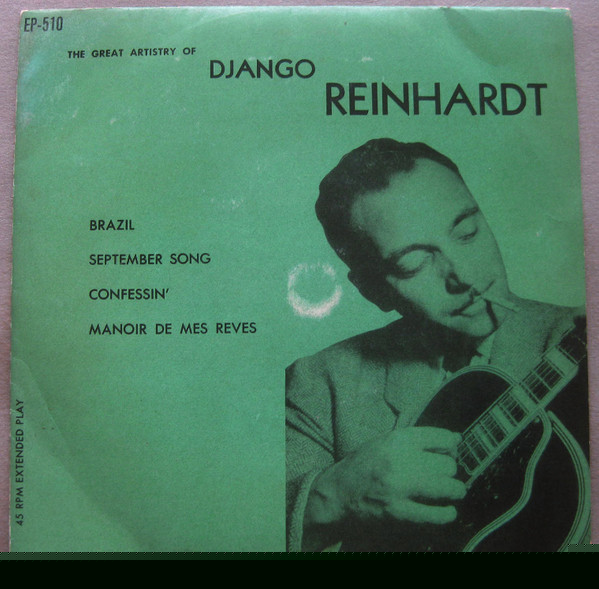 EP-510
THE GREAT ARTISTRY OF
DJANGO
REINHARDT
BRAZIL
SEPTEMBER SONG
CONFESSIN'
MANOIR DE MES REVES
45 RPM EXTENDED PLAY